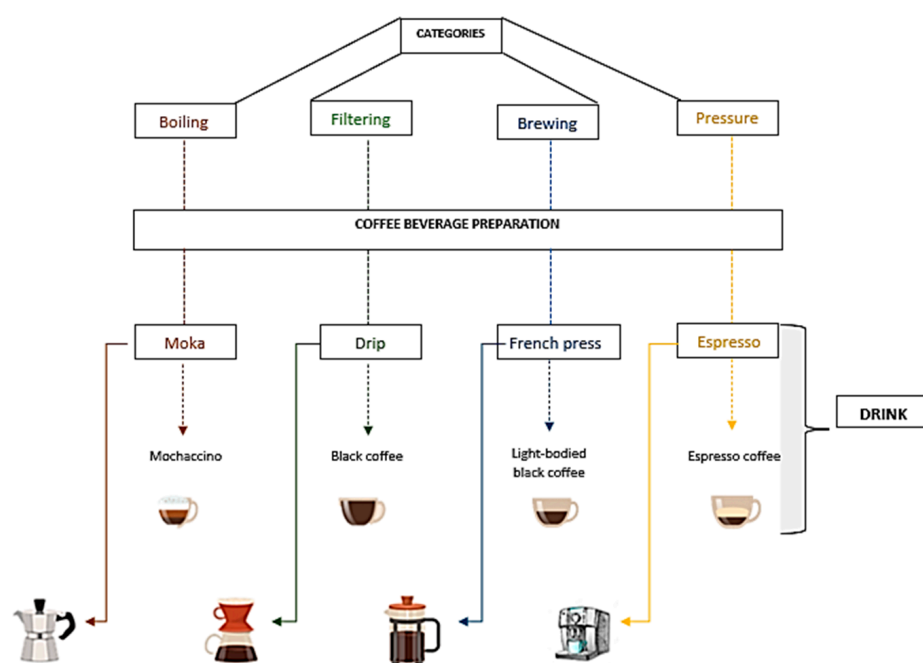 CATEGORIES
Boiling
Filtering
Brewing
Pressure
COFFEE BEVERAGE PREPARATION
Moka
Drip
French press
Espresso
DRINK
Mochaccino
Black coffee
Light-bodied
black coffee
Espresso coffee